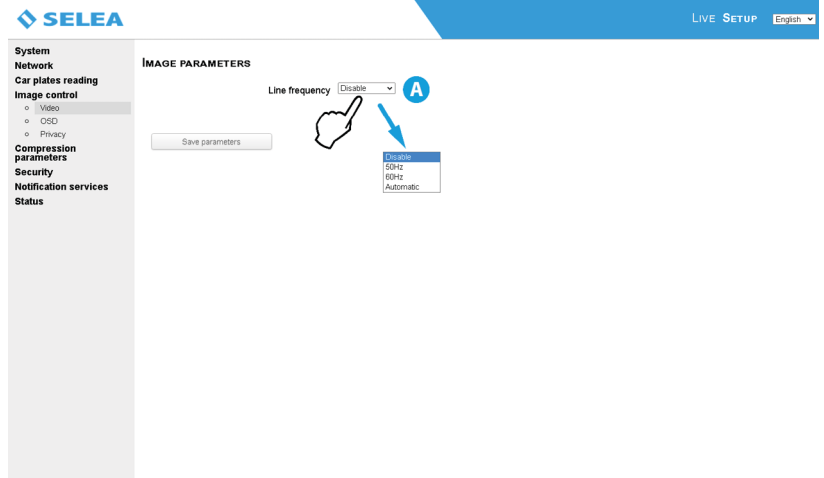 SELEA
LIVE SETUP English
System
Network
Car plates reading
Image control
Video
OSD
Privacy
Compression
parameters
Security
Notification services
Status
IMAGE PARAMETERS
Line frequency Disable A
Save parameters
Disable
50Hz
60Hz
Automatic